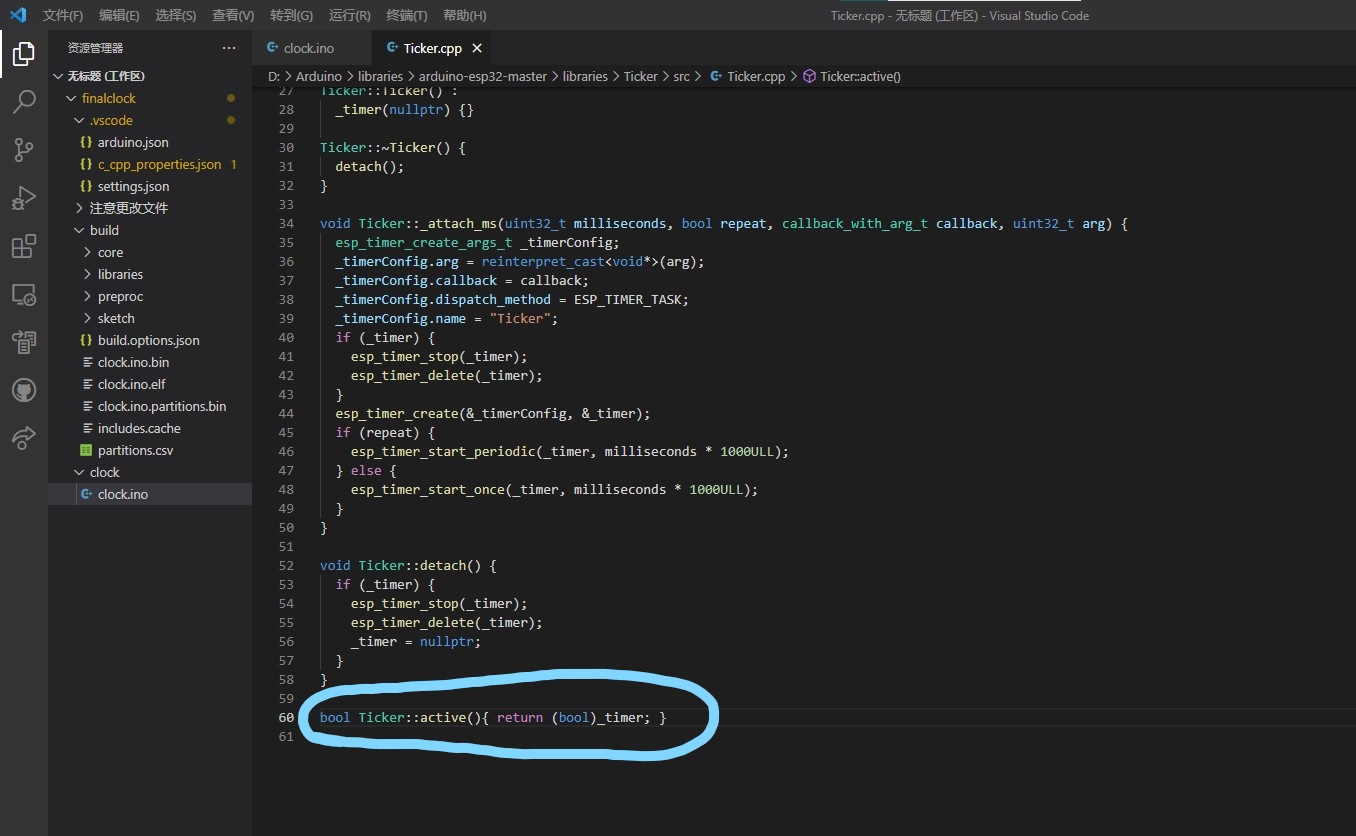 文件(F) 编辑(E) 选择(S) 查看(V) 转到(G) 运行(R) 终端(T) 帮助(H) Ticker.cpp - 无标题 (工作区) - Visual Studio Code
资源管理器 ···
无标题 (工作区)
finalclock
.vscode
{} arduino.json
{} c_cpp_properties.json 1
{} settings.json
注意更改文件
build
core
libraries
preproc
sketch
{} build.options.json
clock.ino.bin
clock.ino.elf
clock.ino.partitions.bin
includes.cache
partitions.csv
clock
clock.ino
clock.ino Ticker.cpp
D: > Arduino > libraries > arduino-esp32-master > libraries > Ticker > src > Ticker.cpp > Ticker::active()
27 Ticker::Ticker() :
28 _timer(nullptr) {}
29
30 Ticker::~Ticker() {
31 detach();
32 }
33
34 void Ticker::_attach_ms(uint32_t milliseconds, bool repeat, callback_with_arg_t callback, uint32_t arg) {
35 esp_timer_create_args_t _timerConfig;
36 _timerConfig.arg = reinterpret_cast<void*>(arg);
37 _timerConfig.callback = callback;
38 _timerConfig.dispatch_method = ESP_TIMER_TASK;
39 _timerConfig.name = "Ticker";
40 if (_timer) {
41 esp_timer_stop(_timer);
42 esp_timer_delete(_timer);
43 }
44 esp_timer_create(&_timerConfig, &_timer);
45 if (repeat) {
46 esp_timer_start_periodic(_timer, milliseconds * 1000ULL);
47 } else {
48 esp_timer_start_once(_timer, milliseconds * 1000ULL);
49 }
50 }
51
52 void Ticker::detach() {
53 if (_timer) {
54 esp_timer_stop(_timer);
55 esp_timer_delete(_timer);
56 _timer = nullptr;
57 }
58 }
59
60 bool Ticker::active(){ return (bool)_timer; }
61